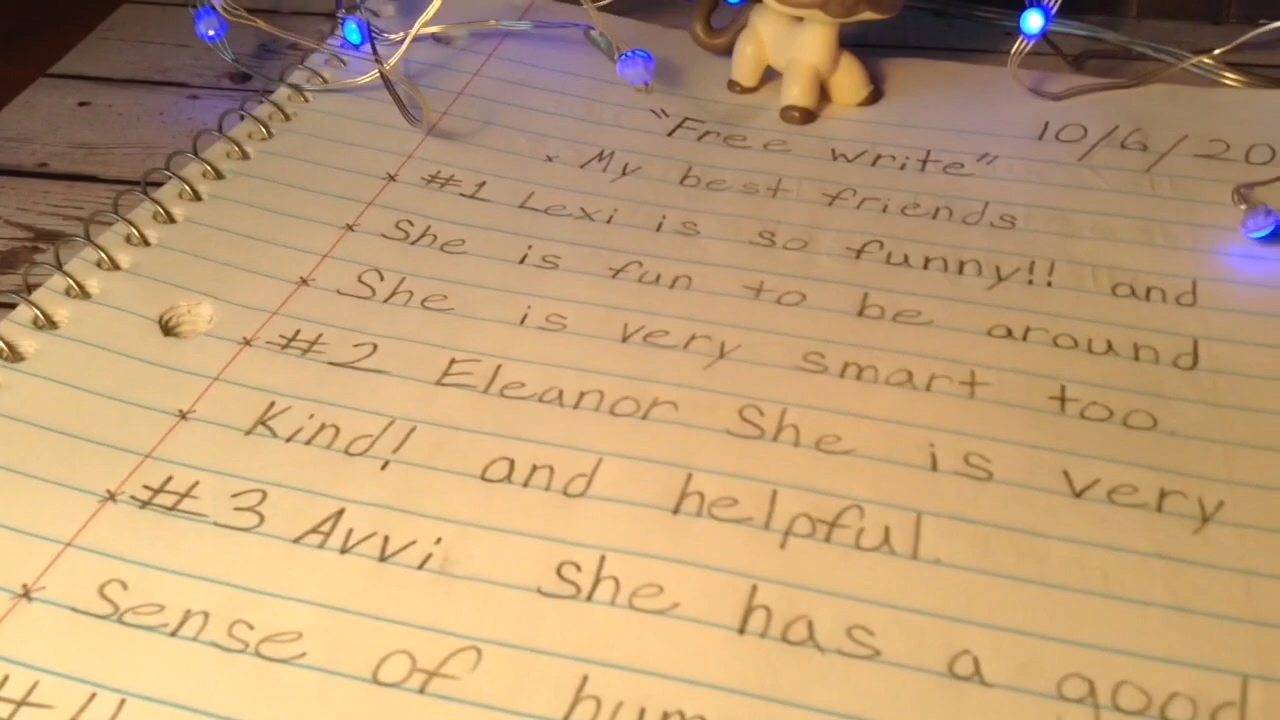 "Free write" 10/6/20
× My best friends
× #1 Lexi is so funny!! and
× She is fun to be around
× She is very smart too
× #2 Eleanor She is very
× Kind! and helpful.
× #3 Avvi she has a good
× Sense of